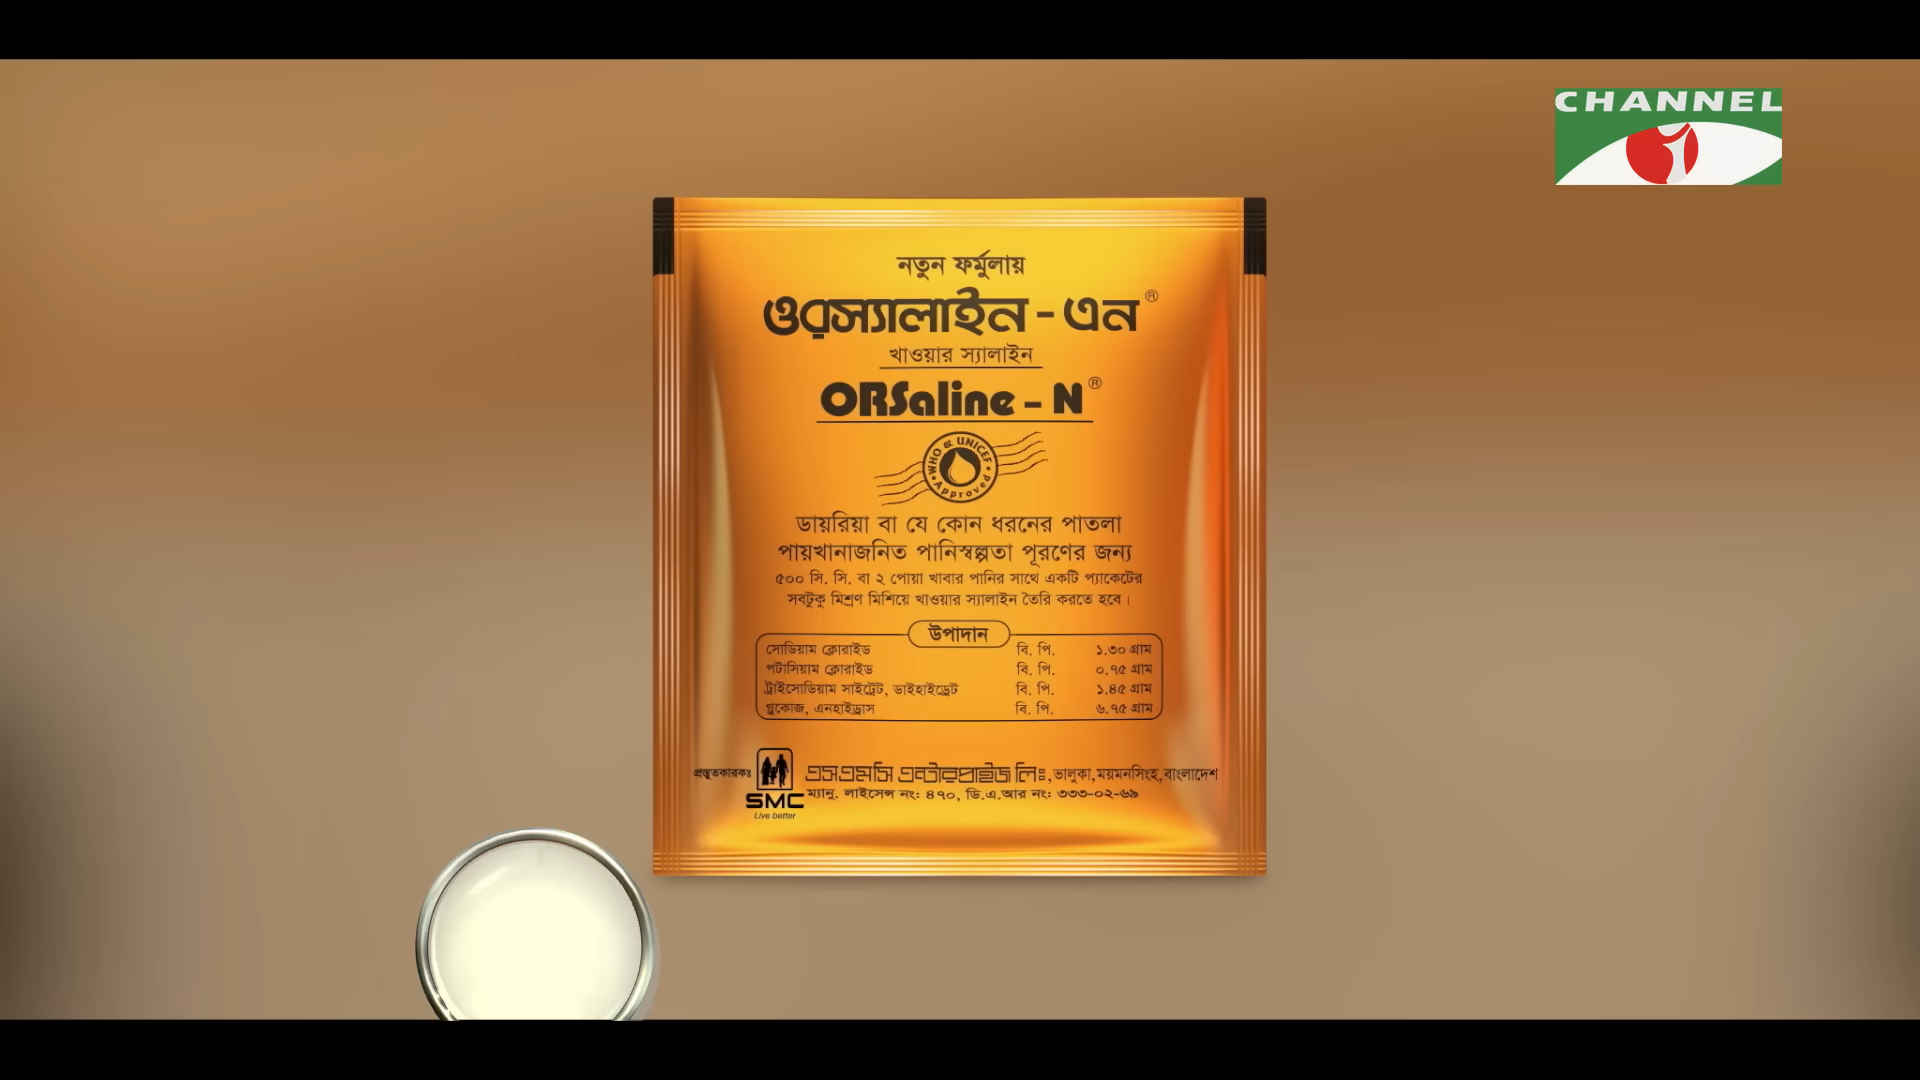 CHANNEL
i
নতুন ফর্মুলায়
ওরস্যালাইন - এন ®
খাওয়ার স্যালাইন
ORSaline - N ®
WHO & UNICEF
Approved
ডায়রিয়া বা যে কোন ধরনের পাতলা
পায়খানাজনিত পানিস্বল্পতা পূরণের জন্য
৫০০ সি. সি. বা ২ পোয়া খাবার পানির সাথে একটি প্যাকেটের
সবটুকু মিশ্রণ মিশিয়ে খাওয়ার স্যালাইন তৈরি করতে হবে।
উপাদান
সোডিয়াম ক্লোরাইড বি. পি. ১.৩০ গ্রাম
পটাসিয়াম ক্লোরাইড বি. পি. ০.৭৫ গ্রাম
ট্রাইসোডিয়াম সাইট্রেট, ডাইহাইড্রেট বি. পি. ১.৪৫ গ্রাম
গ্লুকোজ, এনহাইড্রাস বি. পি. ৬.৭৫ গ্রাম
প্রস্তুতকারকঃ এসএমসি এন্টারপ্রাইজ লিঃ, ভালুকা, ময়মনসিংহ, বাংলাদেশ
SMC ম্যানু. লাইসেন্স নং: ৪৭০, ডি.এ.আর নং: ৩৩৩-০২-৬৯
Live better